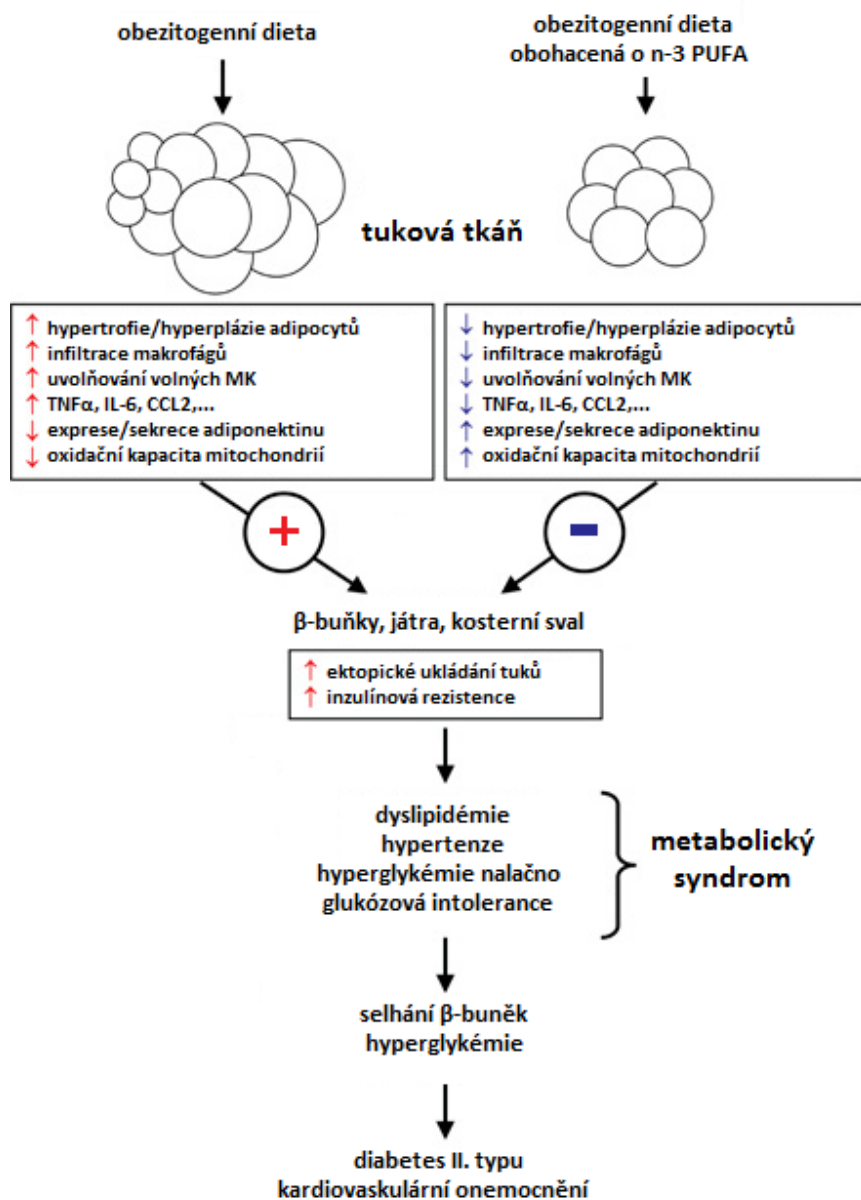 obezitogenní dieta
obezitogenní dieta
obohacená o n-3 PUFA
tuková tkáň
↑ hypertrofie/hyperplázie adipocytů
↑ infiltrace makrofágů
↑ uvolňování volných MK
↑ TNFα, IL-6, CCL2,...
↓ exprese/sekrece adiponektinu
↓ oxidační kapacita mitochondrií
↓ hypertrofie/hyperplázie adipocytů
↓ infiltrace makrofágů
↓ uvolňování volných MK
↓ TNFα, IL-6, CCL2,...
↑ exprese/sekrece adiponektinu
↑ oxidační kapacita mitochondrií
+
−
β-buňky, játra, kosterní sval
↑ ektopické ukládání tuků
↑ inzulínová rezistence
dyslipidémie
hypertenze
hyperglykémie nalačno
glukózová intolerance
metabolický
syndrom
selhání β-buněk
hyperglykémie
diabetes II. typu
kardiovaskulární onemocnění